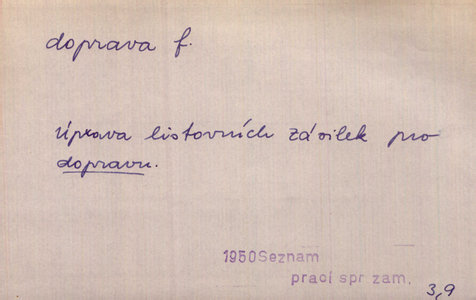 doprava f.
úprava listovních zásilek pro
dopravu.
1950 Seznam
prací spr. zam.
3,9